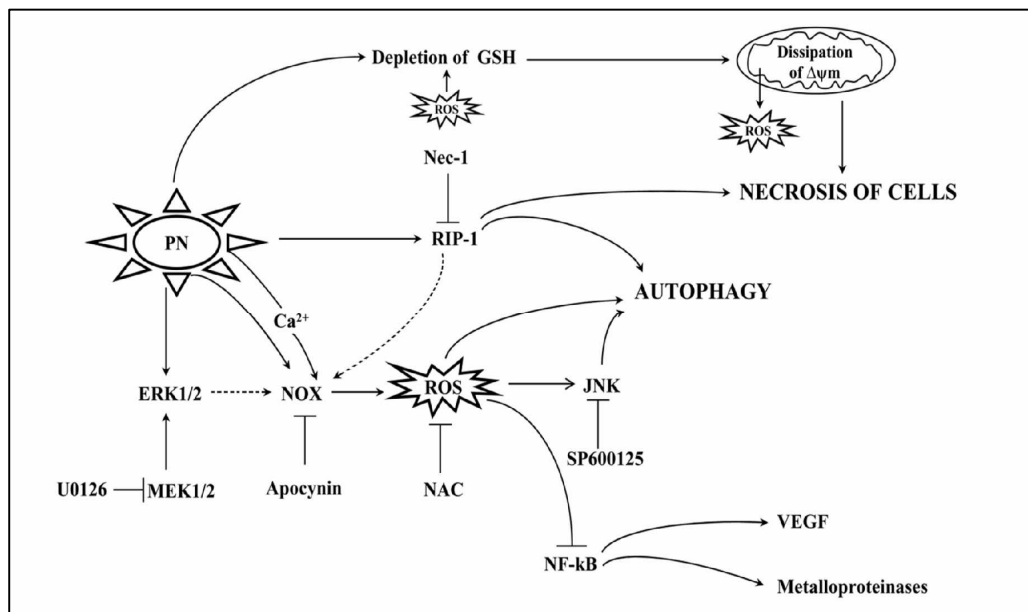 Depletion of GSH
Dissipation
of Δψm
ROS
ROS
Nec-1
NECROSIS OF CELLS
PN
RIP-1
AUTOPHAGY
Ca²⁺
ERK1/2
NOX
ROS
JNK
SP600125
U0126
MEK1/2
Apocynin
NAC
VEGF
NF-kB
Metalloproteinases